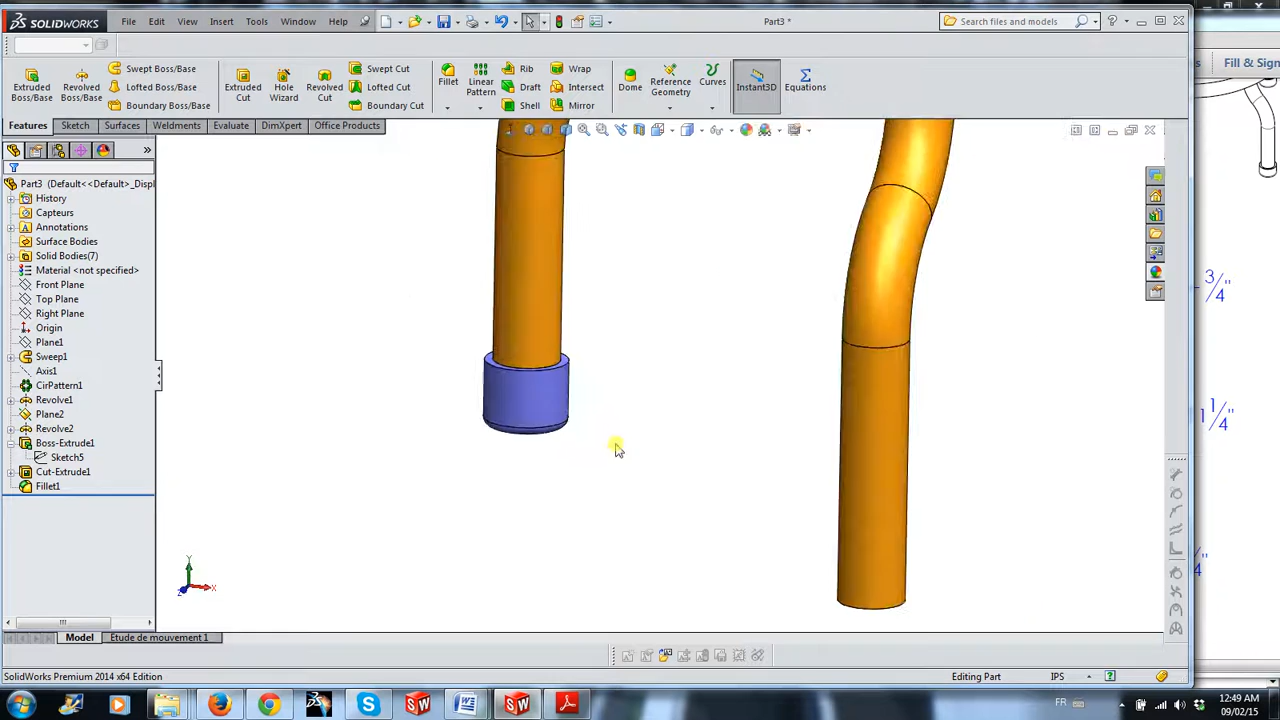 SOLIDWORKS File Edit View Insert Tools Window Help Part3 * Search files and models
Extruded Boss/Base Revolved Boss/Base Swept Boss/Base Extruded Cut Hole Wizard Revolved Cut Swept Cut Fillet Linear Pattern Rib Wrap Dome Reference Geometry Curves Instant3D Equations Fill & Sign
Lofted Boss/Base Lofted Cut Draft Intersect
Boundary Boss/Base Boundary Cut Shell Mirror
Features Sketch Surfaces Weldments Evaluate DimXpert Office Products
Part3 (Default<<Default>_Displ
History
Capteurs
Annotations
Surface Bodies
Solid Bodies(7)
Material <not specified>
Front Plane
Top Plane
Right Plane
Origin
Plane1
Sweep1
Axis1
CirPattern1
Revolve1
Plane2
Revolve2
Boss-Extrude1
Sketch5
Cut-Extrude1
Fillet1
3/4"
1 1/4"
1/4"
Y
X
Z
Model Etude de mouvement 1
SolidWorks Premium 2014 x64 Edition Editing Part IPS
FR 12:49 AM
09/02/15